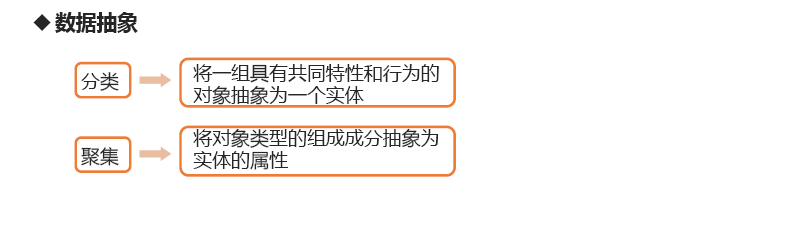 ◆ 数据抽象
分类
将一组具有共同特性和行为的
对象抽象为一个实体
聚集
将对象类型的组成成分抽象为
实体的属性